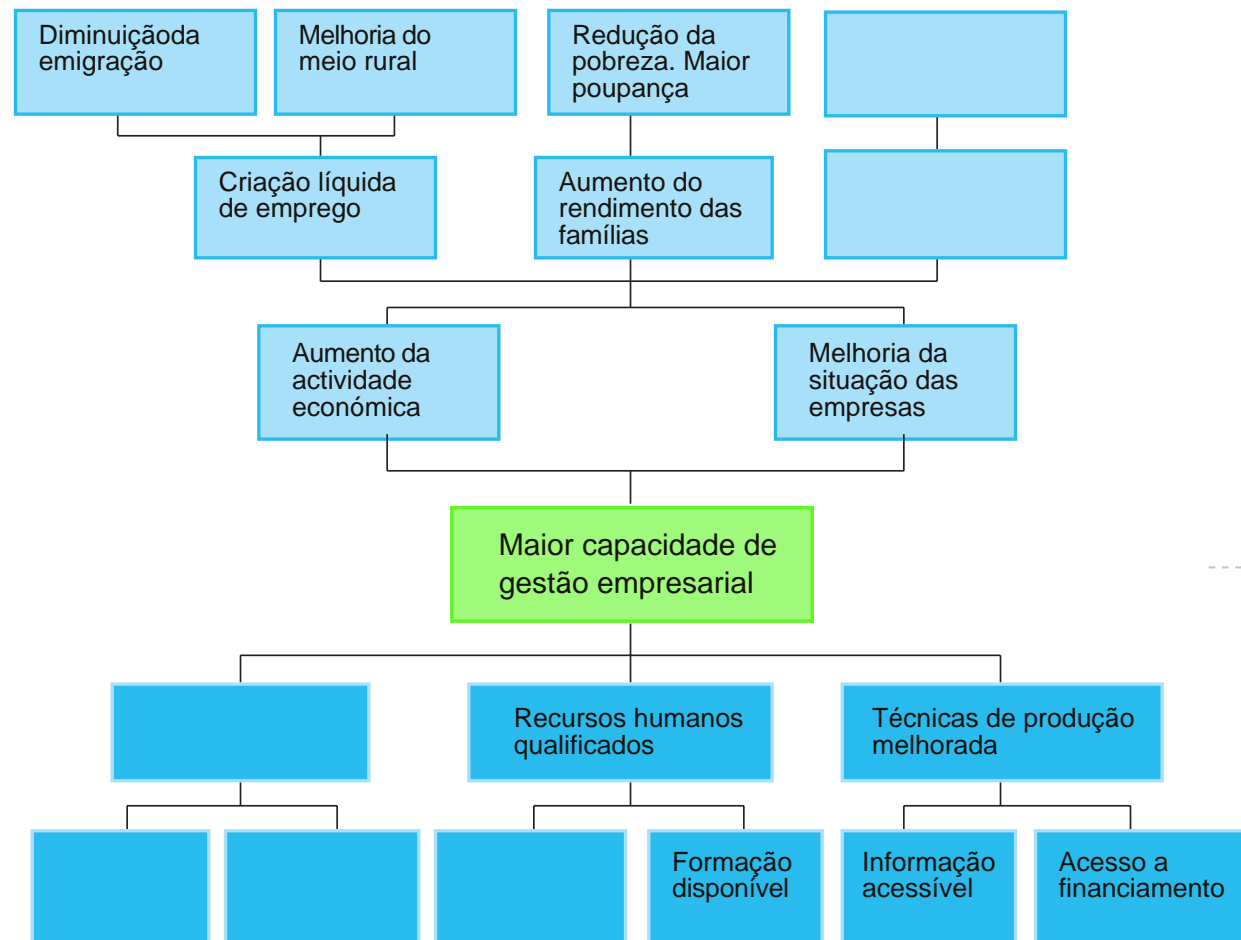 Diminuiçãoda
emigração
Melhoria do
meio rural
Redução da
pobreza. Maior
poupança
Criação líquida
de emprego
Aumento do
rendimento das
famílias
Aumento da
actividade
económica
Melhoria da
situação das
empresas
Maior capacidade de
gestão empresarial
Recursos humanos
qualificados
Técnicas de produção
melhorada
Formação
disponível
Informação
acessível
Acesso a
financiamento